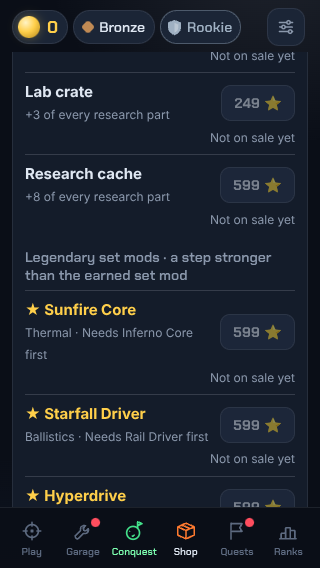 0
Bronze
Rookie
Not on sale yet
Lab crate
+3 of every research part
249
Not on sale yet
Research cache
+8 of every research part
599
Not on sale yet
Legendary set mods · a step stronger
than the earned set mod
★ Sunfire Core
Thermal · Needs Inferno Core
first
599
Not on sale yet
★ Starfall Driver
Ballistics · Needs Rail Driver first
599
Not on sale yet
★ Hyperdrive
599
Play
Garage
Conquest
Shop
Quests
Ranks